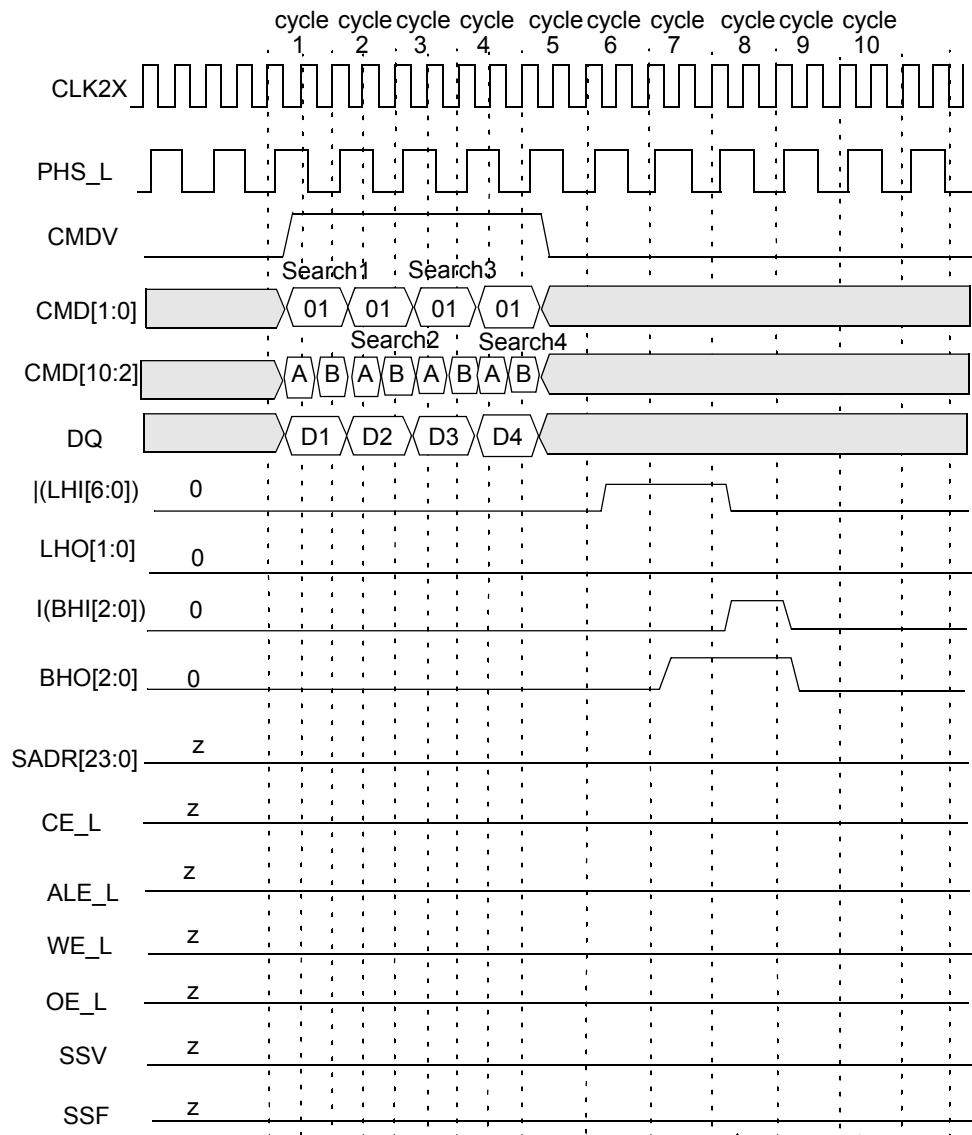 cycle cycle cycle cycle cycle cycle cycle cycle cycle cycle
1 2 3 4 5 6 7 8 9 10
CLK2X
PHS_L
CMDV
Search1 Search3
CMD[1:0] 01 01 01 01
Search2 Search4
CMD[10:2] A B A B A B A B
DQ D1 D2 D3 D4
|(LHI[6:0]) 0
LHO[1:0] 0
I(BHI[2:0]) 0
BHO[2:0] 0
SADR[23:0] z
CE_L z
ALE_L z
WE_L z
OE_L z
SSV z
SSF z